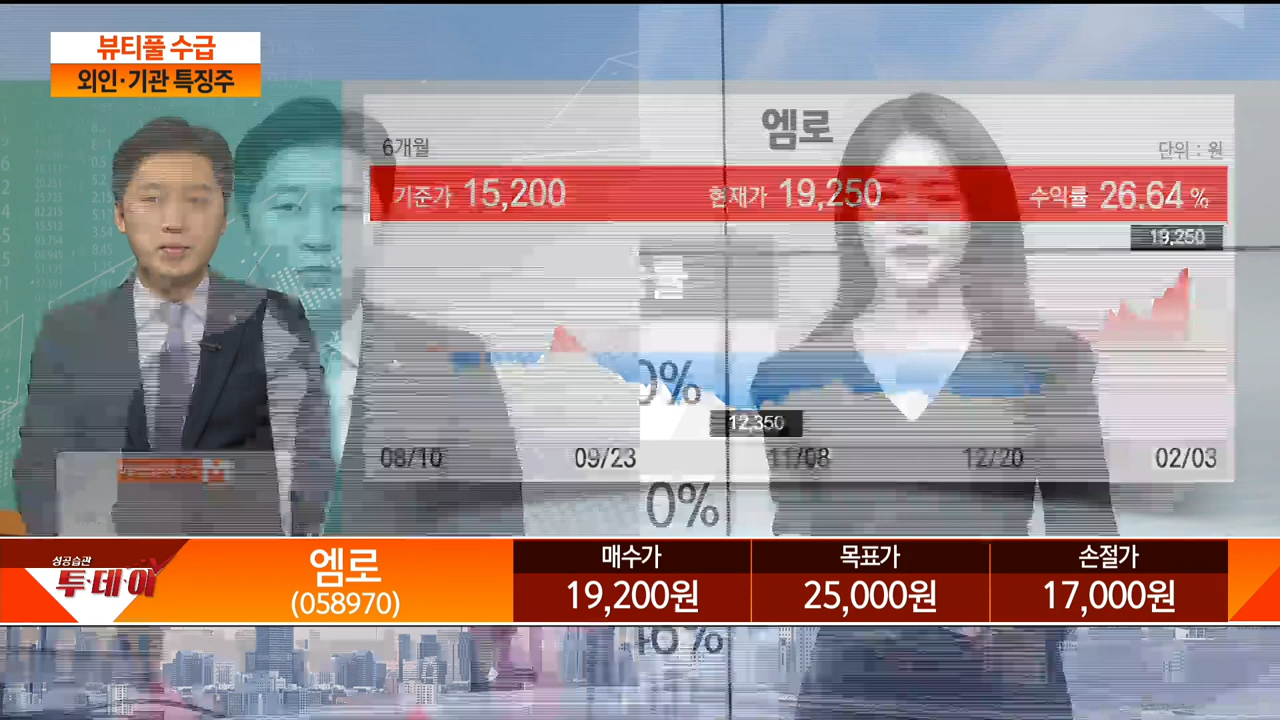 뷰티풀 수급
외인·기관 특징주
엠로
6개월
단위 : 원
기준가 15,200
현재가 19,250
수익률 26.64 %
19,250
0%
12,350
08/10
09/23
11/08
12/20
02/03
0%
성공습관
투·데이
엠로
(058970)
매수가
19,200원
목표가
25,000원
손절가
17,000원